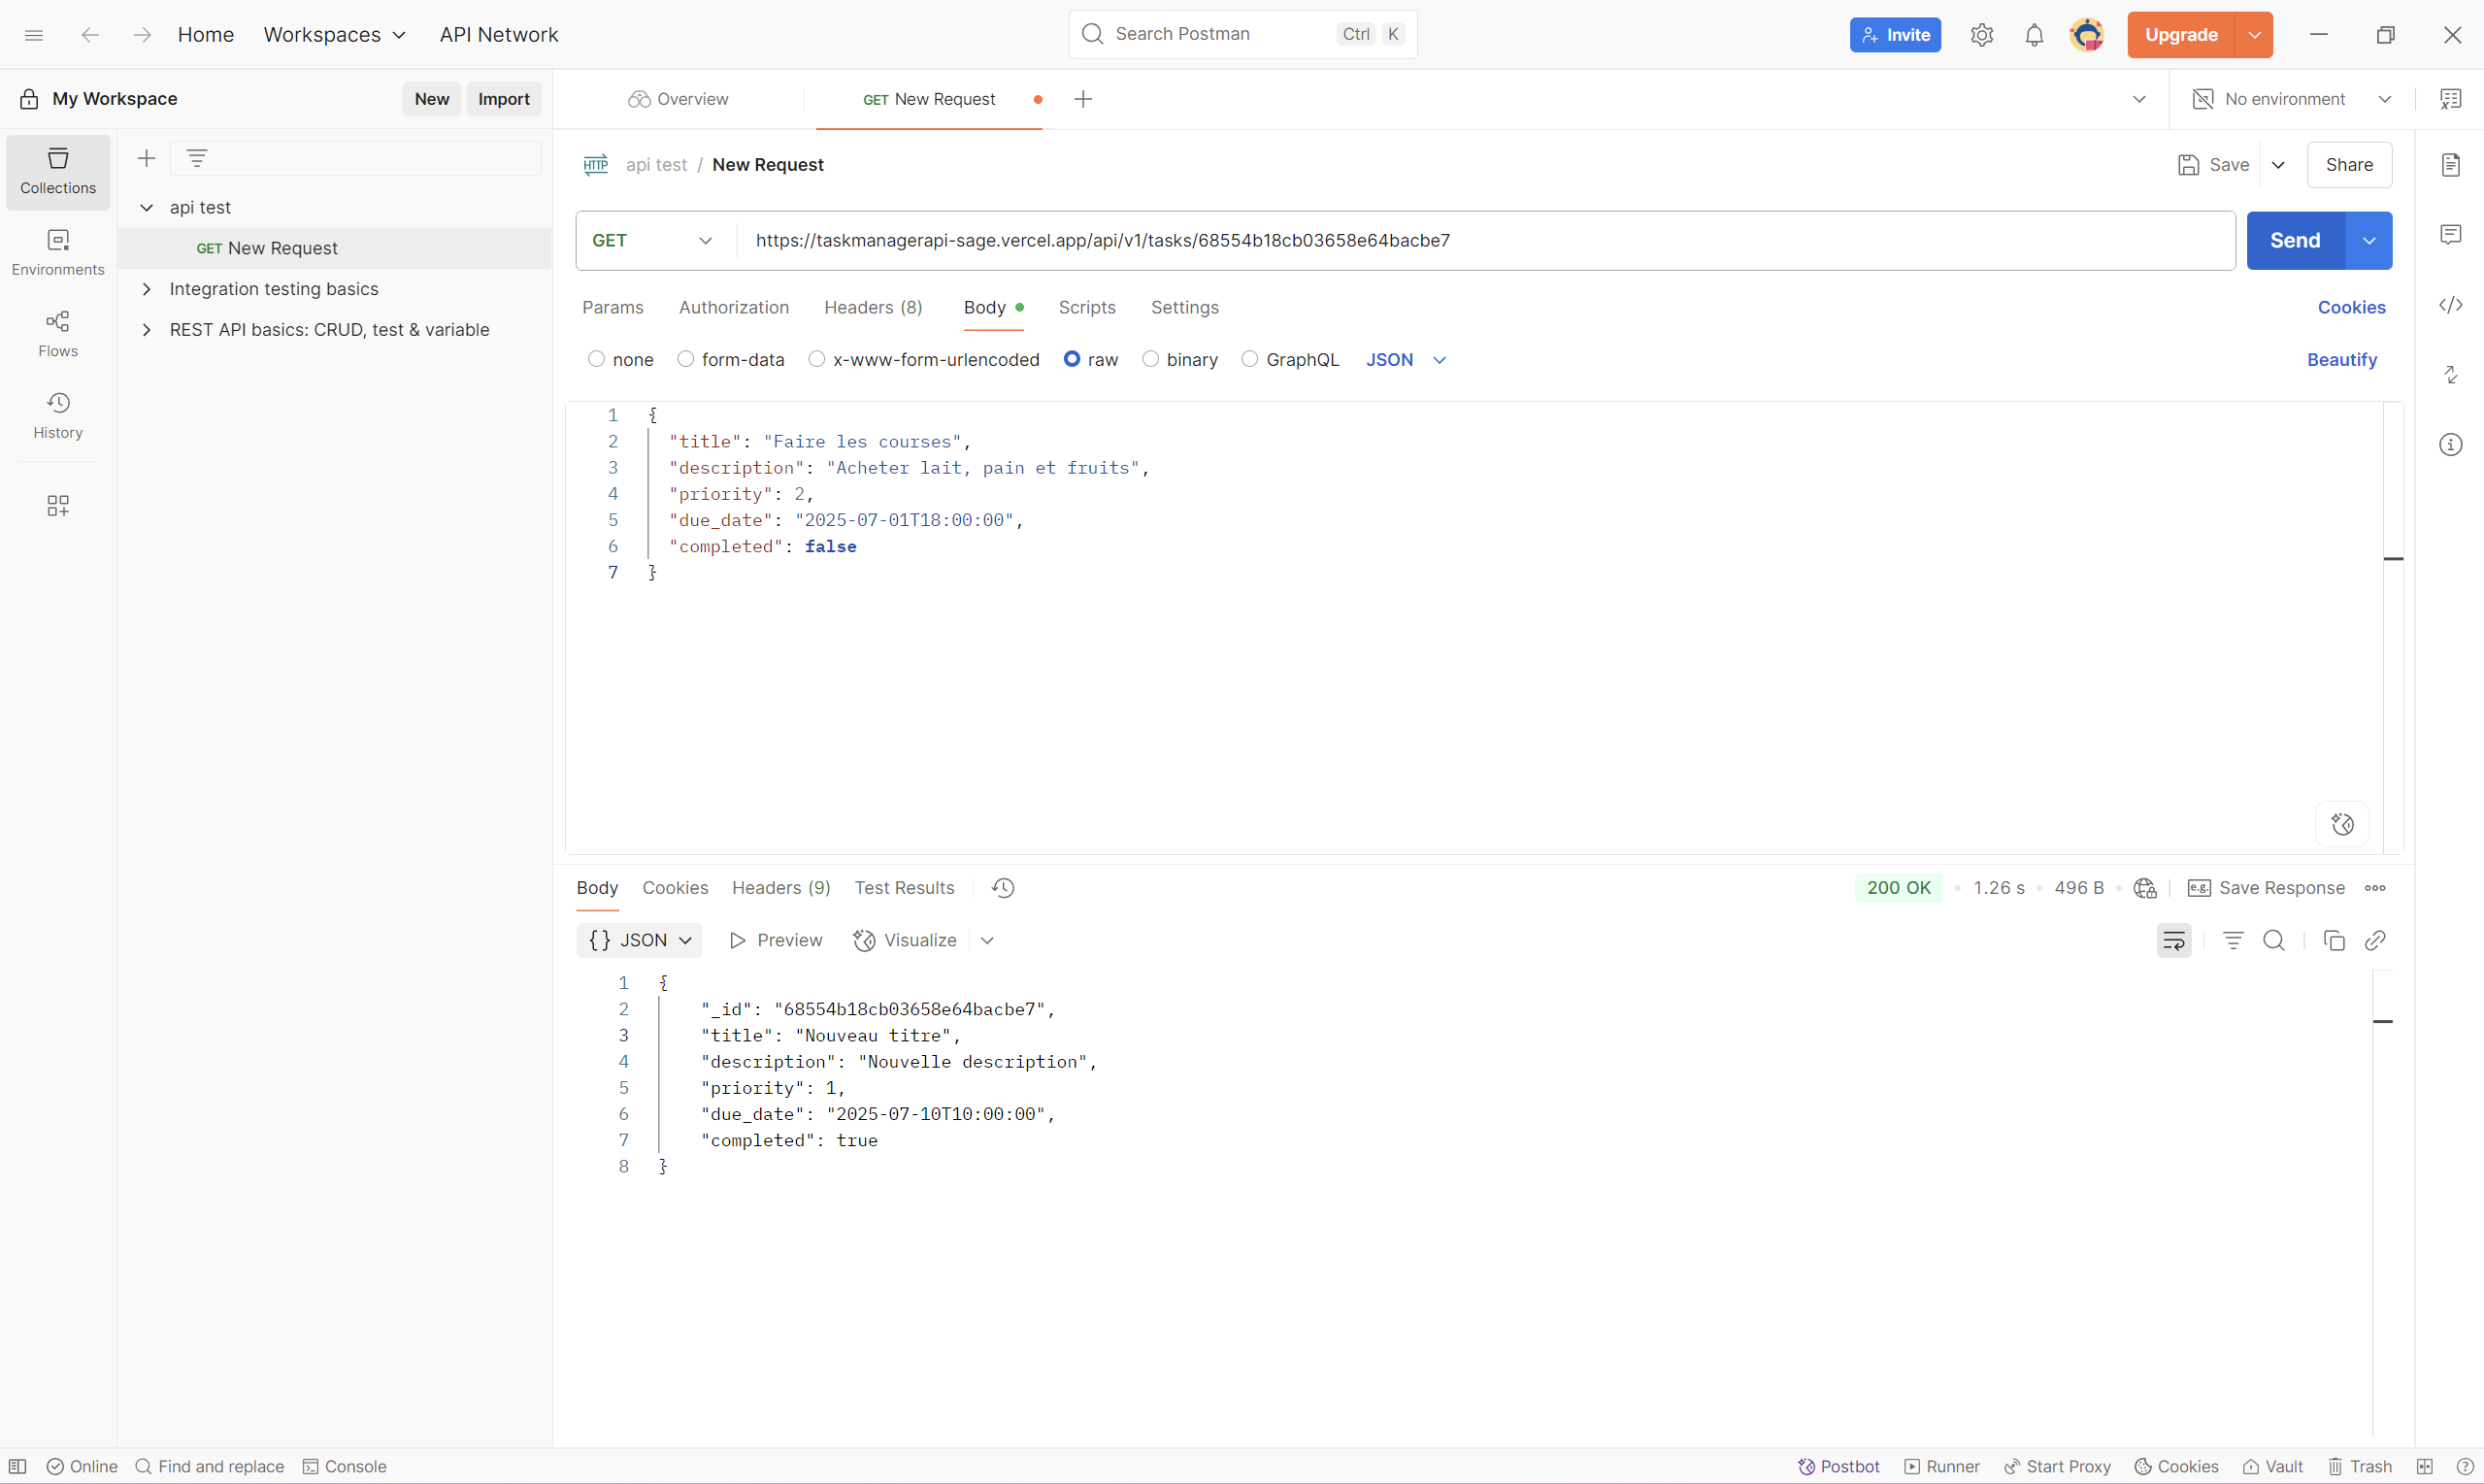 Home Workspaces API Network Search Postman Ctrl K Invite Upgrade
My Workspace New Import Overview GET New Request No environment
Collections
Environments
Flows
History
api test
GET New Request
Integration testing basics
REST API basics: CRUD, test & variable
HTTP api test / New Request Save Share
GET https://taskmanagerapi-sage.vercel.app/api/v1/tasks/68554b18cb03658e64bacbe7 Send
Params Authorization Headers (8) Body Scripts Settings Cookies
none form-data x-www-form-urlencoded raw binary GraphQL JSON Beautify
1 {
2 "title": "Faire les courses",
3 "description": "Acheter lait, pain et fruits",
4 "priority": 2,
5 "due_date": "2025-07-01T18:00:00",
6 "completed": false
7 }
Body Cookies Headers (9) Test Results 200 OK • 1.26 s • 496 B • e.g. Save Response
{} JSON Preview Visualize
1 {
2 "_id": "68554b18cb03658e64bacbe7",
3 "title": "Nouveau titre",
4 "description": "Nouvelle description",
5 "priority": 1,
6 "due_date": "2025-07-10T10:00:00",
7 "completed": true
8 }
Online Find and replace Console Postbot Runner Start Proxy Cookies Vault Trash